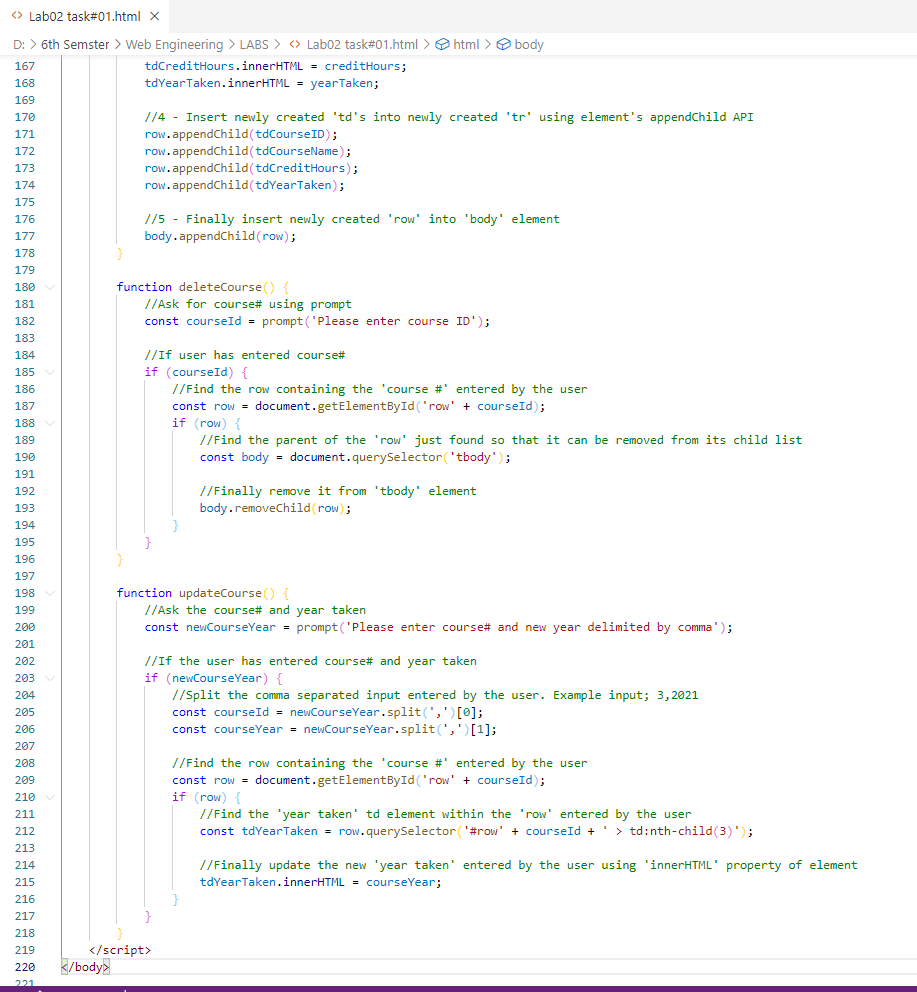 <> Lab02 task#01.html ×
D: > 6th Semster > Web Engineering > LABS > <> Lab02 task#01.html > html > body
167 tdCreditHours.innerHTML = creditHours;
168 tdYearTaken.innerHTML = yearTaken;
169
170 //4 - Insert newly created 'td's into newly created 'tr' using element's appendChild API
171 row.appendChild(tdCourseID);
172 row.appendChild(tdCourseName);
173 row.appendChild(tdCreditHours);
174 row.appendChild(tdYearTaken);
175
176 //5 - Finally insert newly created 'row' into 'body' element
177 body.appendChild(row);
178 }
179
180 function deleteCourse() {
181 //Ask for course# using prompt
182 const courseId = prompt('Please enter course ID');
183
184 //If user has entered course#
185 if (courseId) {
186 //Find the row containing the 'course #' entered by the user
187 const row = document.getElementById('row' + courseId);
188 if (row) {
189 //Find the parent of the 'row' just found so that it can be removed from its child list
190 const body = document.querySelector('tbody');
191
192 //Finally remove it from 'tbody' element
193 body.removeChild(row);
194 }
195 }
196 }
197
198 function updateCourse() {
199 //Ask the course# and year taken
200 const newCourseYear = prompt('Please enter course# and new year delimited by comma');
201
202 //If the user has entered course# and year taken
203 if (newCourseYear) {
204 //Split the comma separated input entered by the user. Example input; 3,2021
205 const courseId = newCourseYear.split(',')[0];
206 const courseYear = newCourseYear.split(',')[1];
207
208 //Find the row containing the 'course #' entered by the user
209 const row = document.getElementById('row' + courseId);
210 if (row) {
211 //Find the 'year taken' td element within the 'row' entered by the user
212 const tdYearTaken = row.querySelector('#row' + courseId + ' > td:nth-child(3)');
213
214 //Finally update the new 'year taken' entered by the user using 'innerHTML' property of element
215 tdYearTaken.innerHTML = courseYear;
216 }
217 }
218 }
219 </script>
220 </body>
221